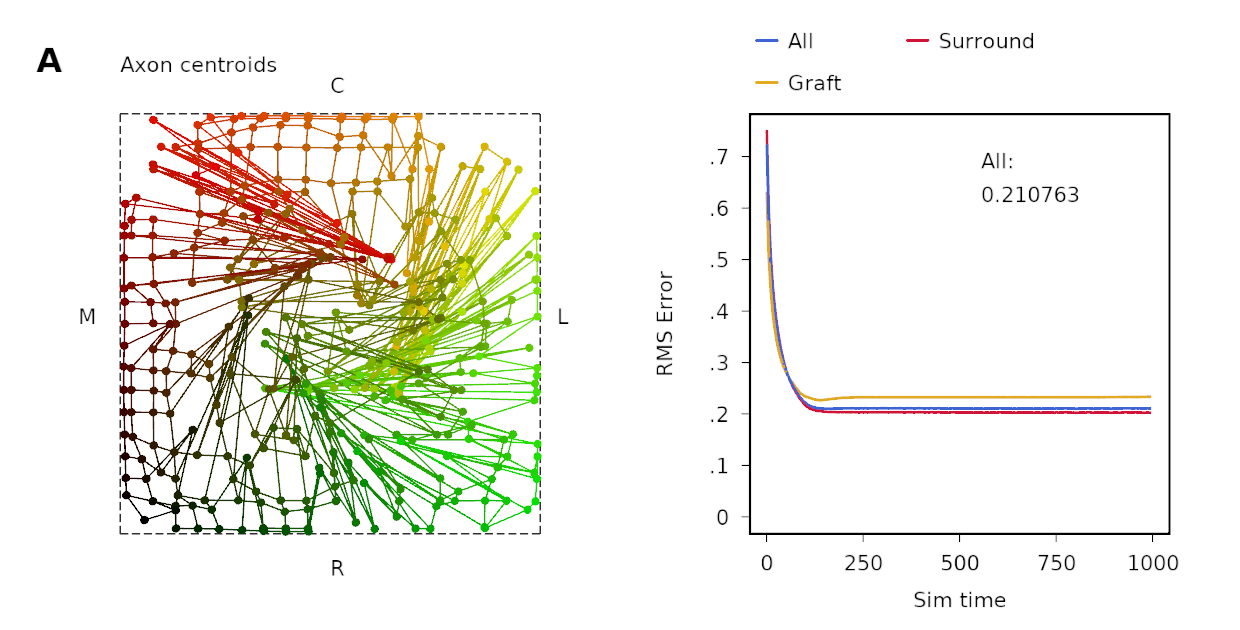 A
Axon centroids
C
M
L
R
All
Surround
Graft
All:
0.210763
RMS Error
.7
.6
.5
.4
.3
.2
.1
0
0 250 500 750 1000
Sim time